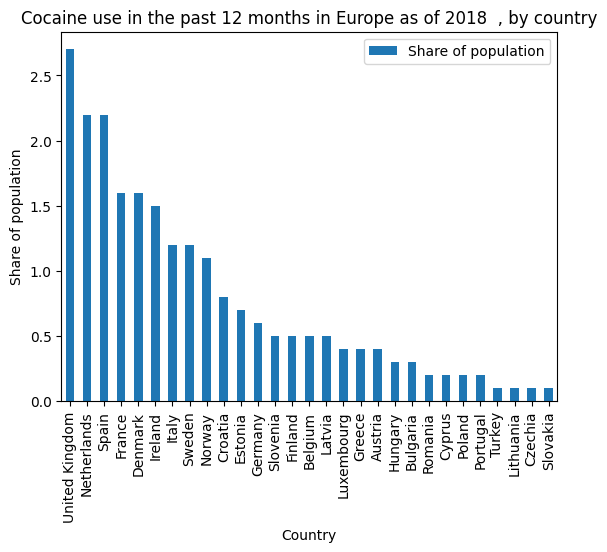 Cocaine use in the past 12 months in Europe as of 2018  , by country
Share of population
Share of population
2.5
2.0
1.5
1.0
0.5
0.0
United Kingdom
Netherlands
Spain
France
Denmark
Ireland
Italy
Sweden
Norway
Croatia
Estonia
Germany
Slovenia
Finland
Belgium
Latvia
Luxembourg
Greece
Austria
Hungary
Bulgaria
Romania
Cyprus
Poland
Portugal
Turkey
Lithuania
Czechia
Slovakia
Country